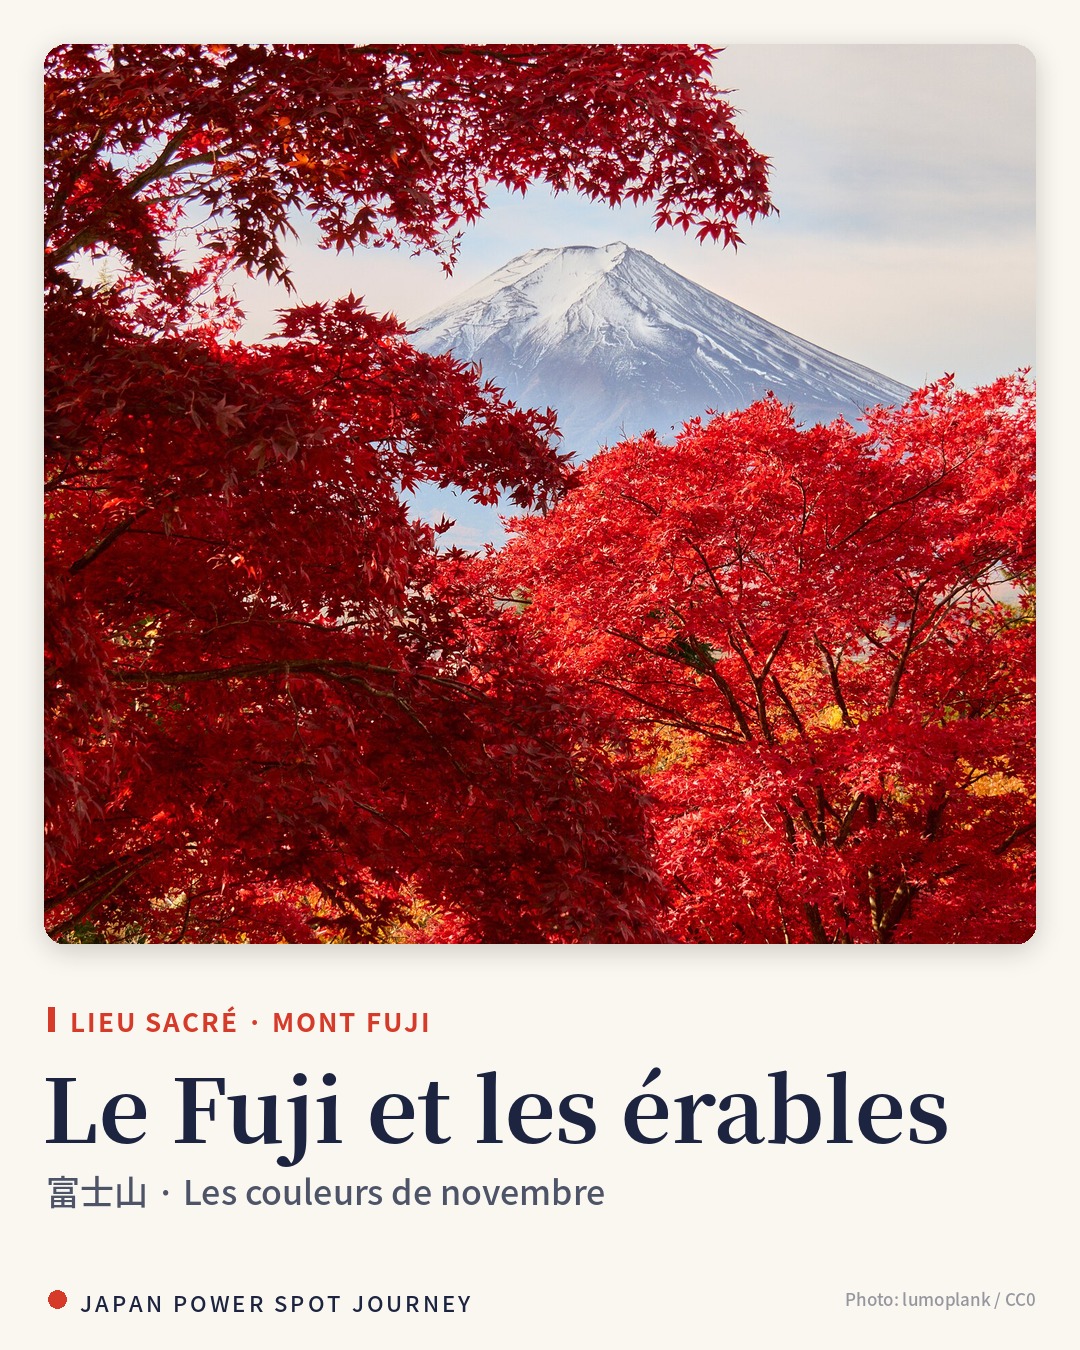 LIEU SACRÉ · MONT FUJI
Le Fuji et les érables
富士山 · Les couleurs de novembre
JAPAN POWER SPOT JOURNEY
Photo: lumoplank / CC0